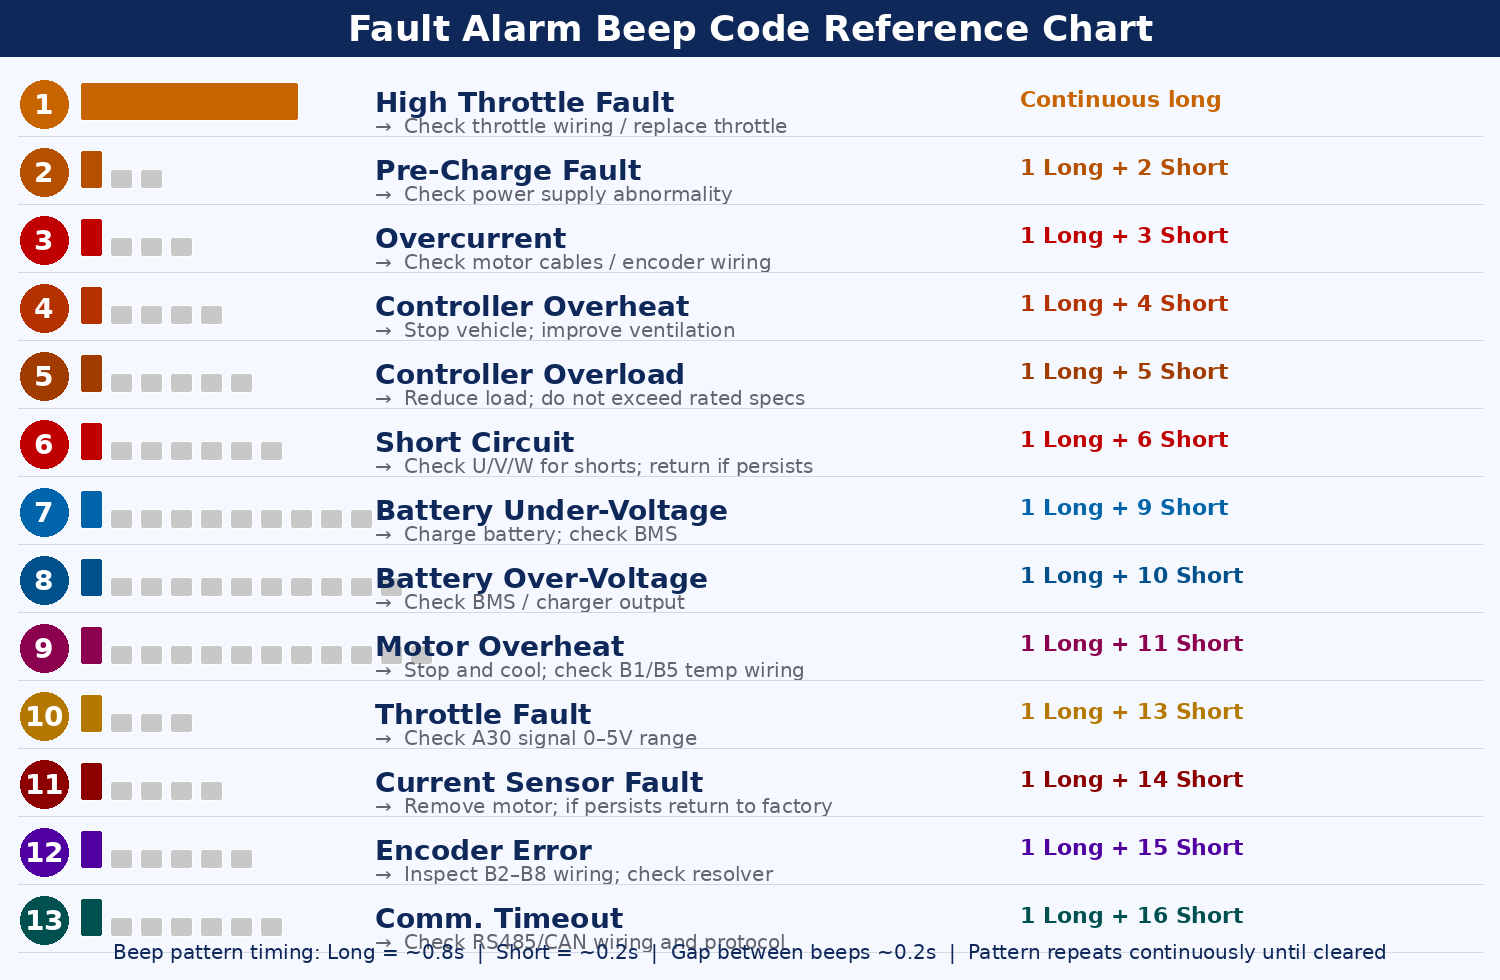 Fault Alarm Beep Code Reference Chart
1 High Throttle Fault Continuous long
→ Check throttle wiring / replace throttle
2 Pre-Charge Fault 1 Long + 2 Short
→ Check power supply abnormality
3 Overcurrent 1 Long + 3 Short
→ Check motor cables / encoder wiring
4 Controller Overheat 1 Long + 4 Short
→ Stop vehicle; improve ventilation
5 Controller Overload 1 Long + 5 Short
→ Reduce load; do not exceed rated specs
6 Short Circuit 1 Long + 6 Short
→ Check U/V/W for shorts; return if persists
7 Battery Under-Voltage 1 Long + 9 Short
→ Charge battery; check BMS
8 Battery Over-Voltage 1 Long + 10 Short
→ Check BMS / charger output
9 Motor Overheat 1 Long + 11 Short
→ Stop and cool; check B1/B5 temp wiring
10 Throttle Fault 1 Long + 13 Short
→ Check A30 signal 0–5V range
11 Current Sensor Fault 1 Long + 14 Short
→ Remove motor; if persists return to factory
12 Encoder Error 1 Long + 15 Short
→ Inspect B2–B8 wiring; check resolver
13 Comm. Timeout 1 Long + 16 Short
→ Check RS485/CAN wiring and protocol
Beep pattern timing: Long = ~0.8s | Short = ~0.2s | Gap between beeps ~0.2s | Pattern repeats continuously until cleared